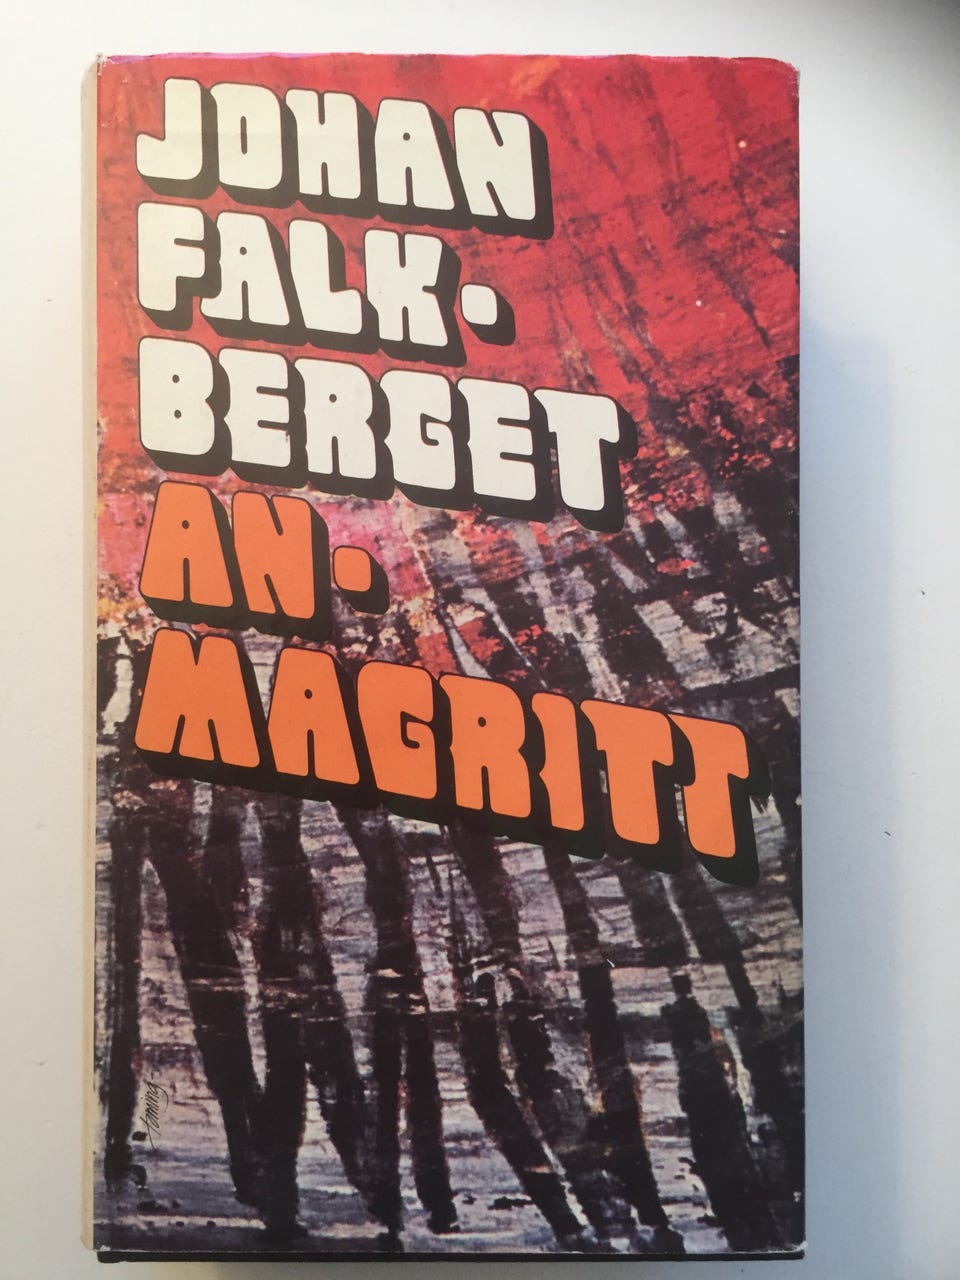 JOHAN
FALK-
BERGET
AN-
MAGRITT